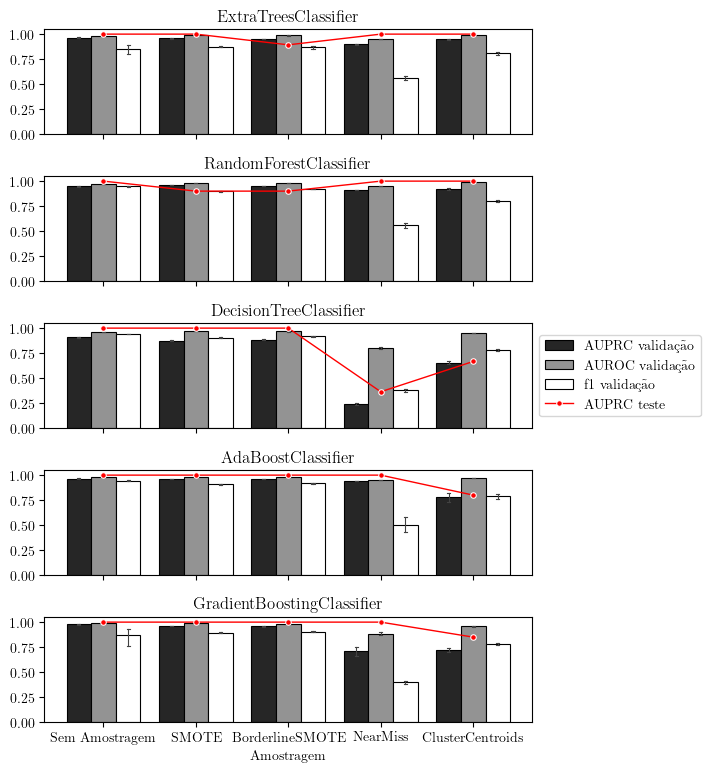 ExtraTreesClassifier
1.00
0.75
0.50
0.25
0.00
RandomForestClassifier
1.00
0.75
0.50
0.25
0.00
DecisionTreeClassifier
1.00
0.75
0.50
0.25
0.00
AUPRC validação
AUROC validação
f1 validação
AUPRC teste
AdaBoostClassifier
1.00
0.75
0.50
0.25
0.00
GradientBoostingClassifier
1.00
0.75
0.50
0.25
0.00
Sem Amostragem SMOTE BorderlineSMOTE NearMiss ClusterCentroids
Amostragem